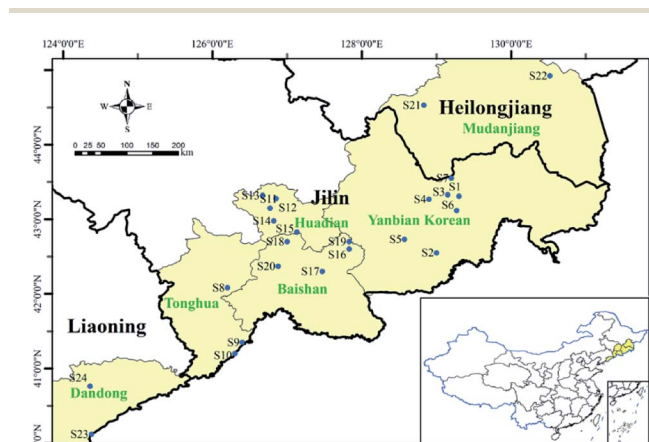 124°0'0"E 126°0'0"E 128°0'0"E 130°0'0"E
S22
N
W E
S
S21
Heilongjiang
Mudanjiang
0 25 50 100 150 200
km
44°0'0"N
S7
S13
S11
S12
Jilin
S4
S3
S1
S6
43°0'0"N
S14
S15
Huadian
Yanbian Korean
S18
S19
S16
S5
S2
S20
S17
S8
Baishan
42°0'0"N
Tonghua
Liaoning
S9
S10
41°0'0"N
S24
Dandong
S23